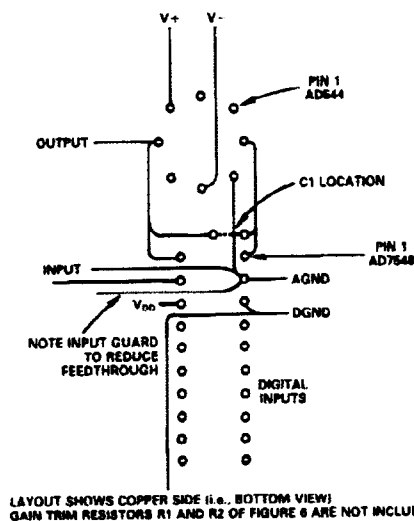 V+
V-
PIN 1
AD544
OUTPUT
C1 LOCATION
PIN 1
AD7548
INPUT
AGND
VDD
DGND
NOTE INPUT GUARD
TO REDUCE
FEEDTHROUGH
DIGITAL
INPUTS
LAYOUT SHOWS COPPER SIDE (i.e., BOTTOM VIEW)
GAIN TRIM RESISTORS R1 AND R2 OF FIGURE 6 ARE NOT INCLU